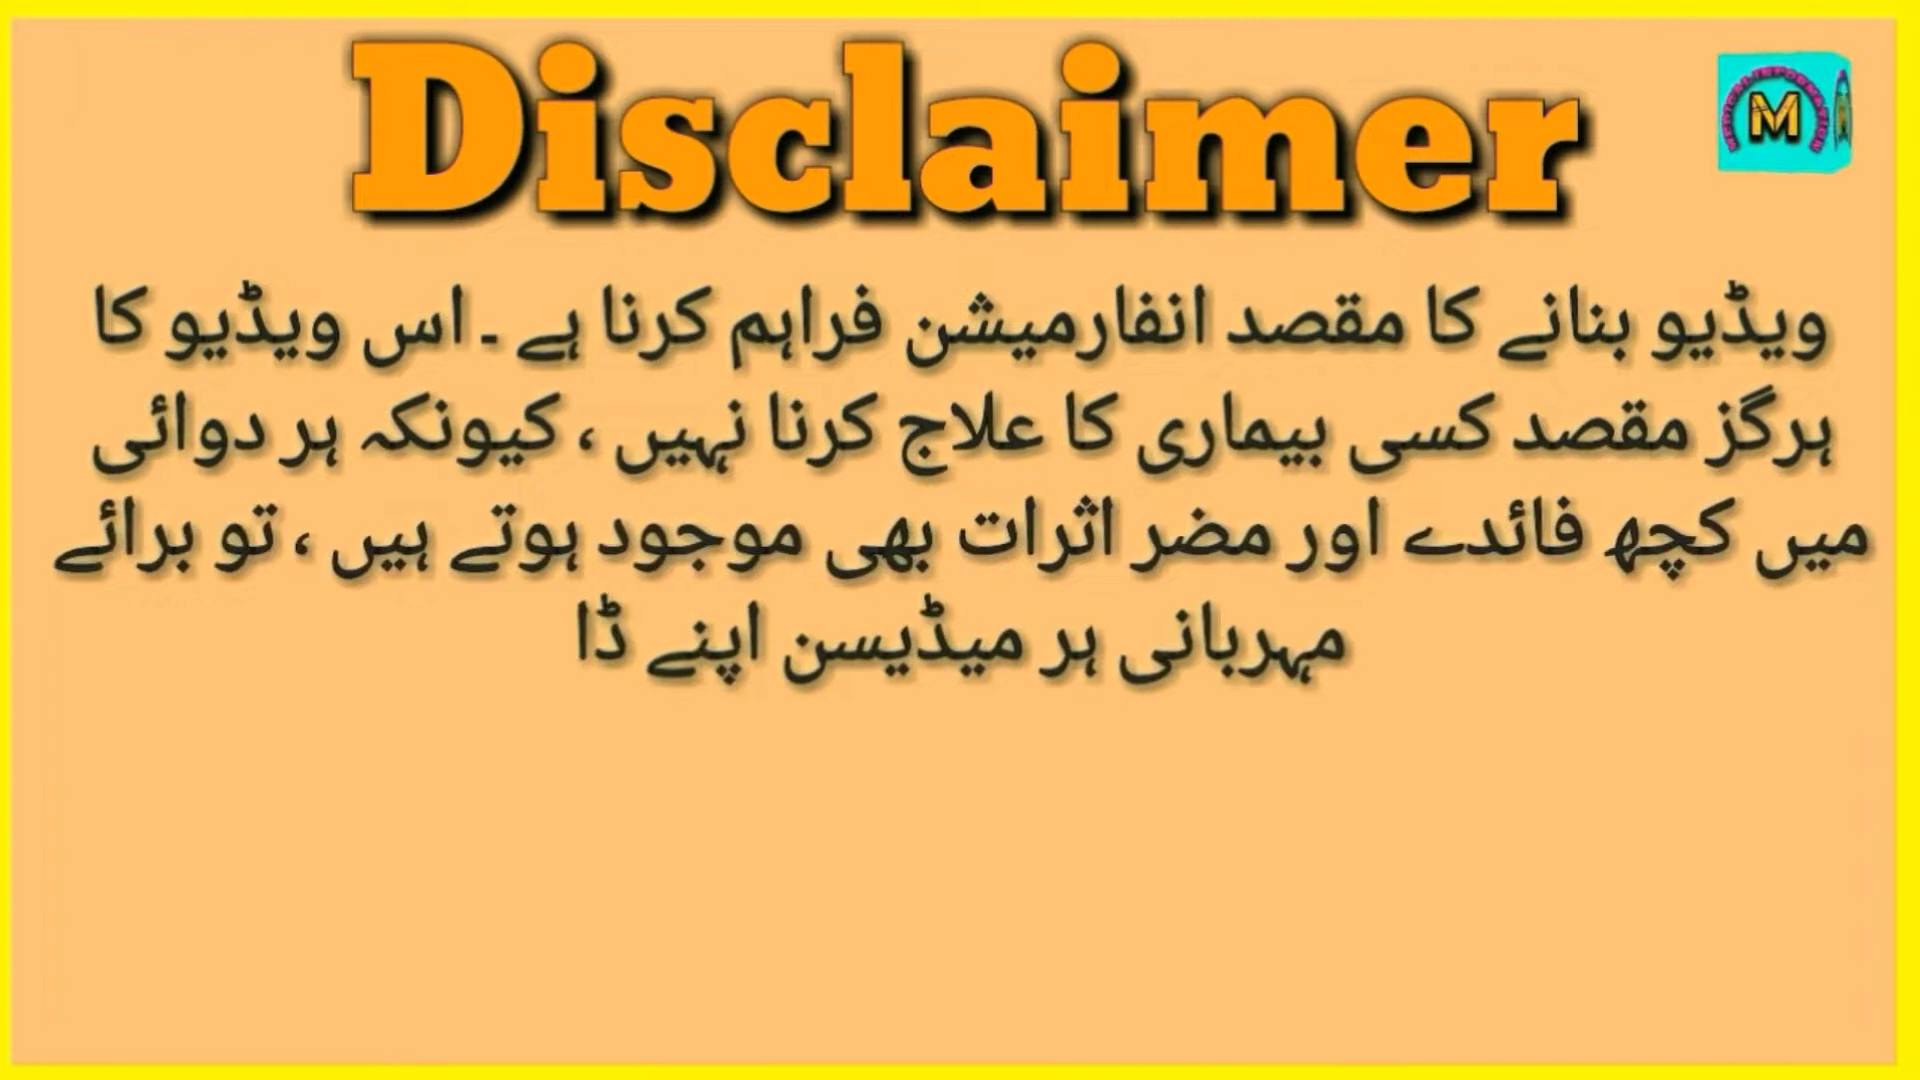 Disclaimer
MEDICAL INFORMATION
M
ویڈیو بنانے کا مقصد انفارمیشن فراہم کرنا ہے ۔ اس ویڈیو کا
ہرگز مقصد کسی بیماری کا علاج کرنا نہیں ، کیونکہ ہر دوائی
میں کچھ فائدے اور مضر اثرات بھی موجود ہوتے ہیں ، تو برائے
مہربانی ہر میڈیسن اپنے ڈا